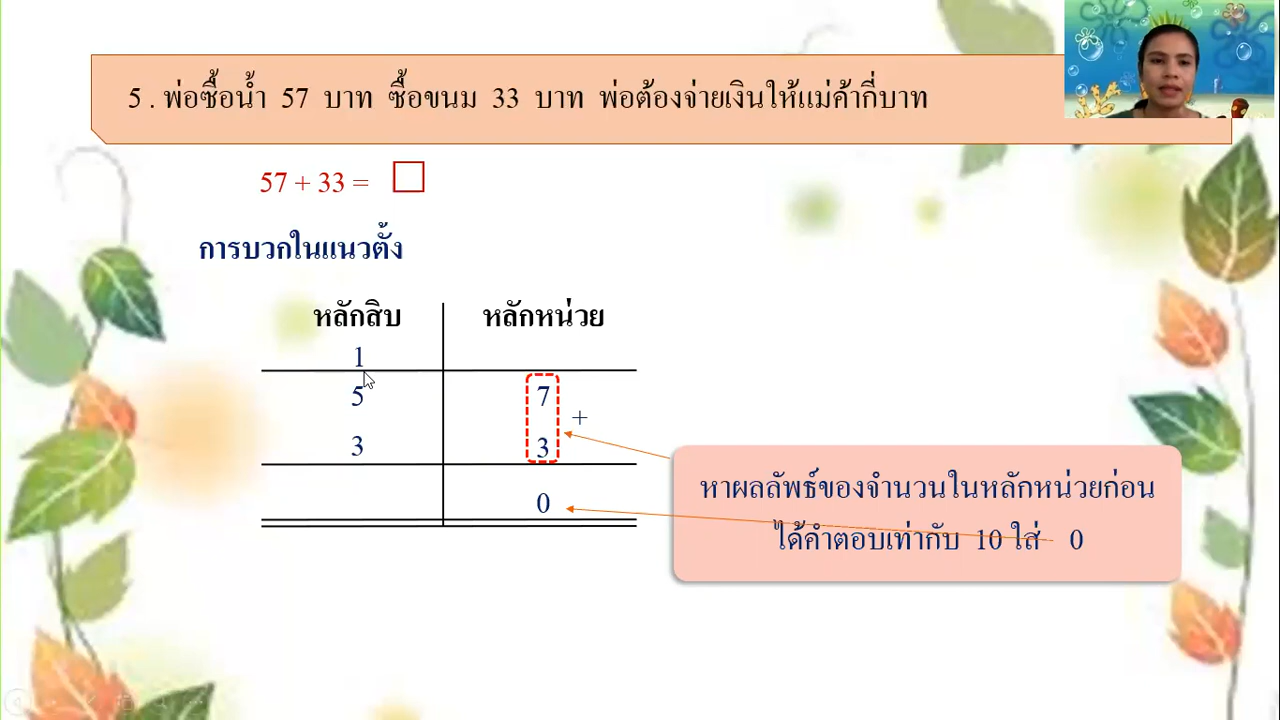 5 . พ่อซื้อน้ำ 57 บาท ซื้อขนม 33 บาท พ่อต้องจ่ายเงินให้แม่ค้ากี่บาท
57 + 33 = □
การบวกในแนวตั้ง
หลักสิบ หลักหน่วย
1
5 7
+
3 3
0
หาผลลัพธ์ของจำนวนในหลักหน่วยก่อน
ได้คำตอบเท่ากับ 10 ใส่ 0